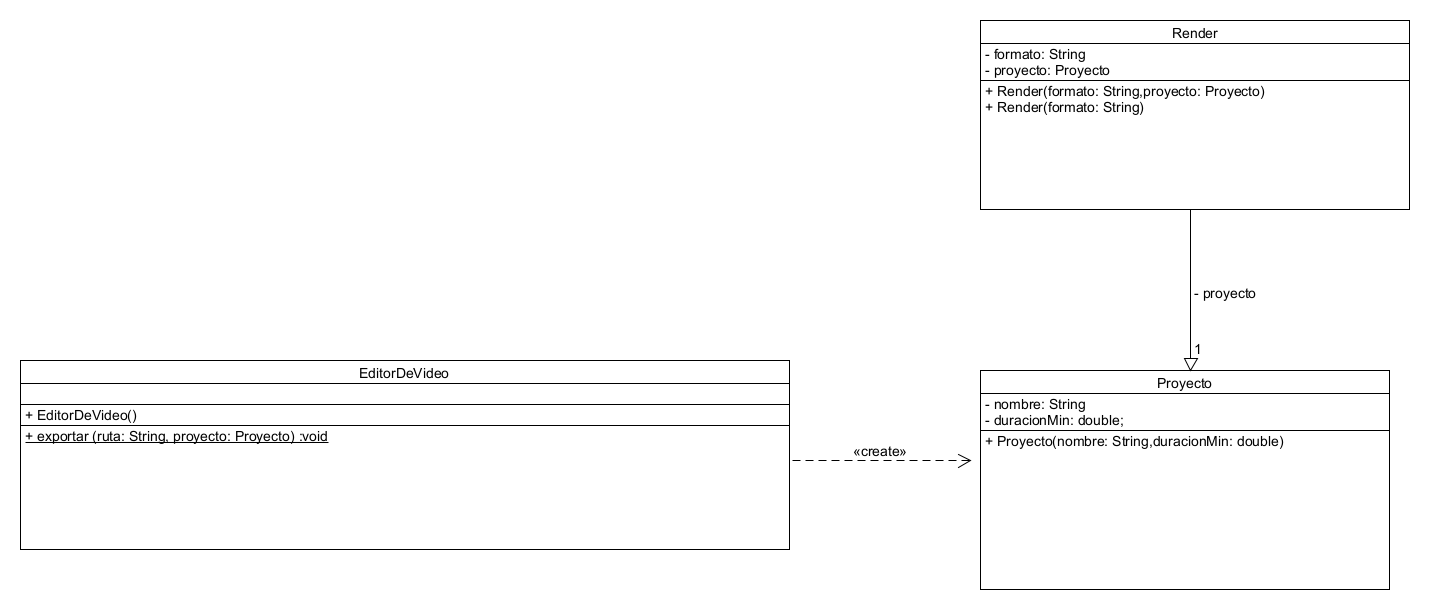 Render
- formato: String
- proyecto: Proyecto
+ Render(formato: String,proyecto: Proyecto)
+ Render(formato: String)
- proyecto
1
EditorDeVideo
+ EditorDeVideo()
+ exportar (ruta: String, proyecto: Proyecto) :void
«create»
Proyecto
- nombre: String
- duracionMin: double;
+ Proyecto(nombre: String,duracionMin: double)